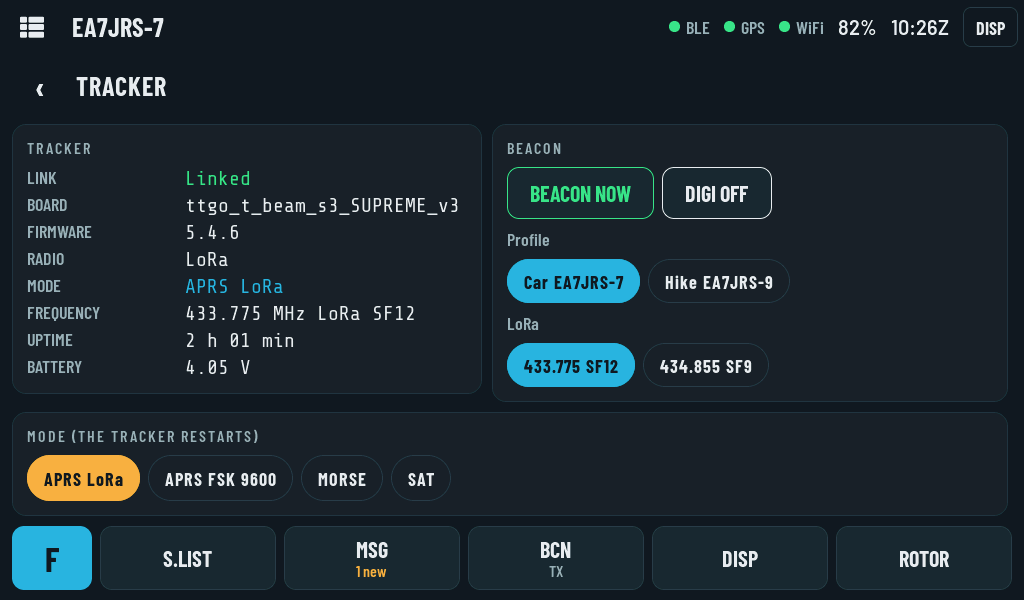 EA7JRS-7
BLE GPS WiFi 82% 10:26Z DISP
‹ TRACKER
TRACKER
LINK Linked
BOARD ttgo_t_beam_s3_SUPREME_v3
FIRMWARE 5.4.6
RADIO LoRa
MODE APRS LoRa
FREQUENCY 433.775 MHz LoRa SF12
UPTIME 2 h 01 min
BATTERY 4.05 V
BEACON
BEACON NOW DIGI OFF
Profile
Car EA7JRS-7 Hike EA7JRS-9
LoRa
433.775 SF12 434.855 SF9
MODE (THE TRACKER RESTARTS)
APRS LoRa APRS FSK 9600 MORSE SAT
F S.LIST MSG BCN DISP ROTOR
1 new TX